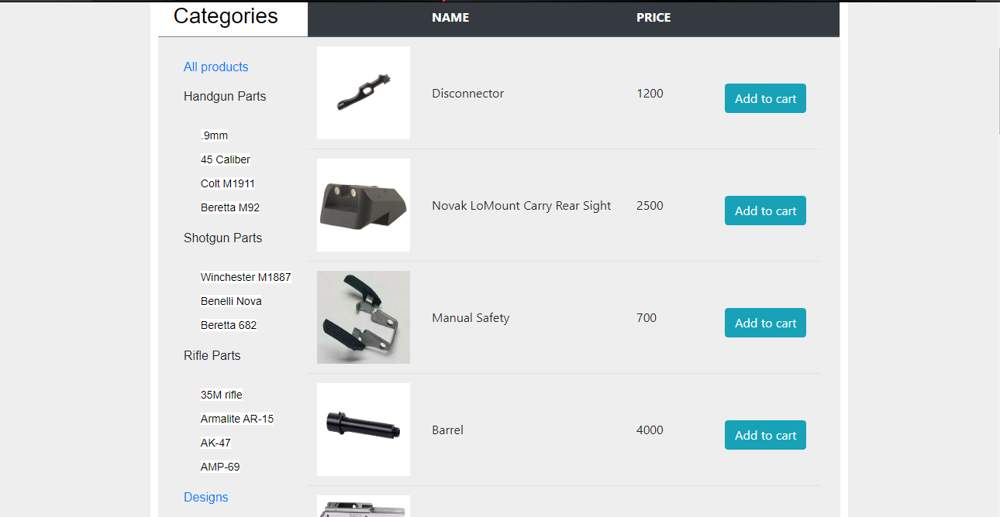 Categories
NAME PRICE
All products
Handgun Parts
.9mm
45 Caliber
Colt M1911
Beretta M92
Shotgun Parts
Winchester M1887
Benelli Nova
Beretta 682
Rifle Parts
35M rifle
Armalite AR-15
AK-47
AMP-69
Designs
Disconnector 1200 Add to cart
Novak LoMount Carry Rear Sight 2500 Add to cart
Manual Safety 700 Add to cart
Barrel 4000 Add to cart